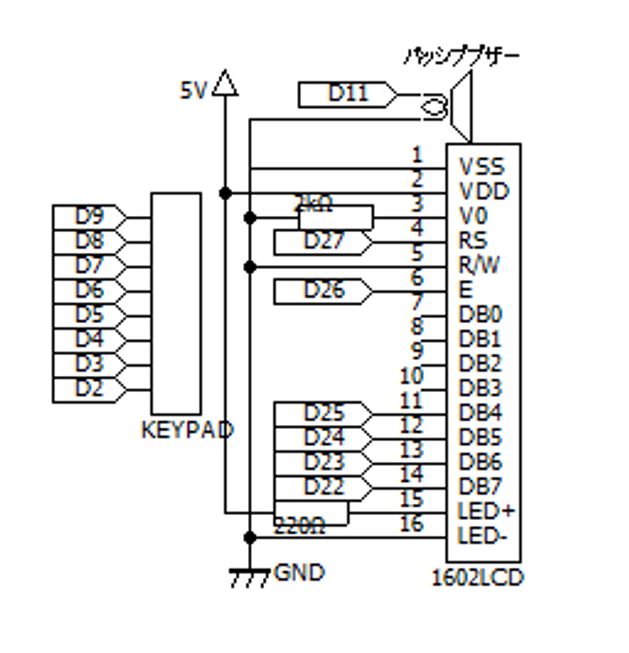 パッシブブザー
5V
D11
1
VSS
2
VDD
2kΩ
3
V0
D9
D8
D7
D6
D5
D4
D3
D2
KEYPAD
D27
4
RS
5
R/W
D26
6
E
7
DB0
8
DB1
9
DB2
10
DB3
D25
11
DB4
D24
12
DB5
D23
13
DB6
D22
14
DB7
15
LED+
220Ω
16
LED-
GND
1602LCD